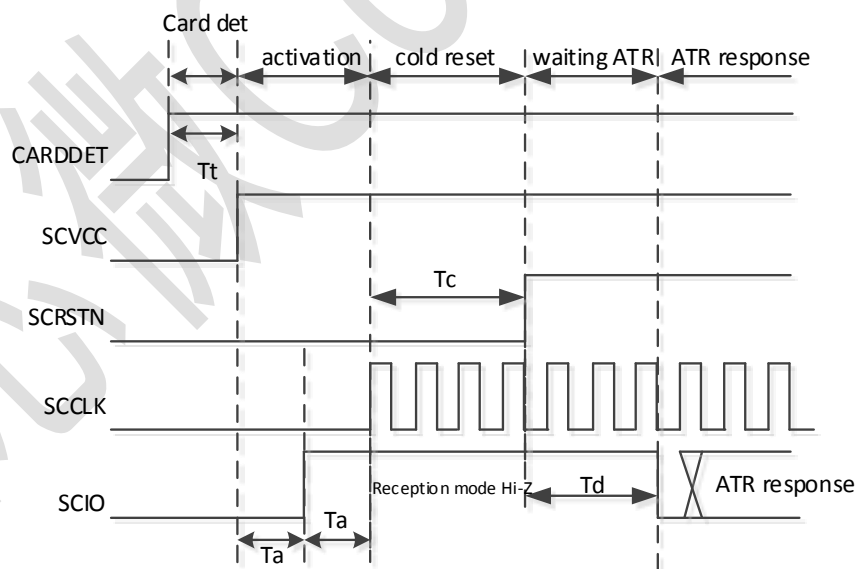 Card det
activation
cold reset
waiting ATR
ATR response
CARDDET
Tt
SCVCC
Tc
SCRSTN
SCCLK
Reception mode Hi-Z
Td
ATR response
SCIO
Ta
Ta